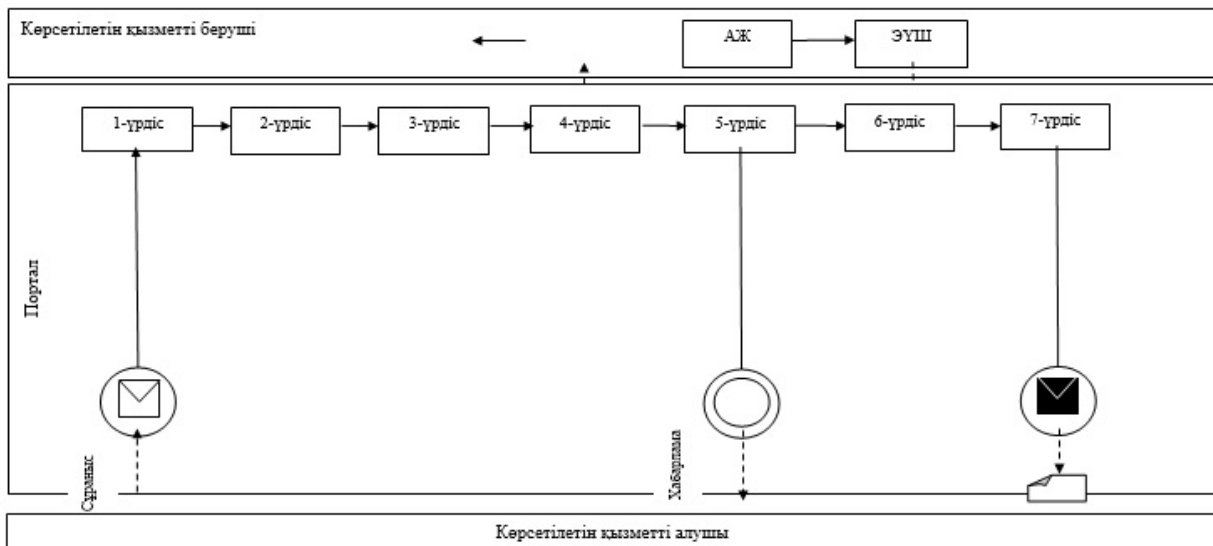 Көрсетілетін қызметті беруші
АЖ
ЭҮШ
1-үрдіс
2-үрдіс
3-үрдіс
4-үрдіс
5-үрдіс
6-үрдіс
7-үрдіс
Портал
Сұраныс
Хабарлама
Көрсетілетін қызметті алушы